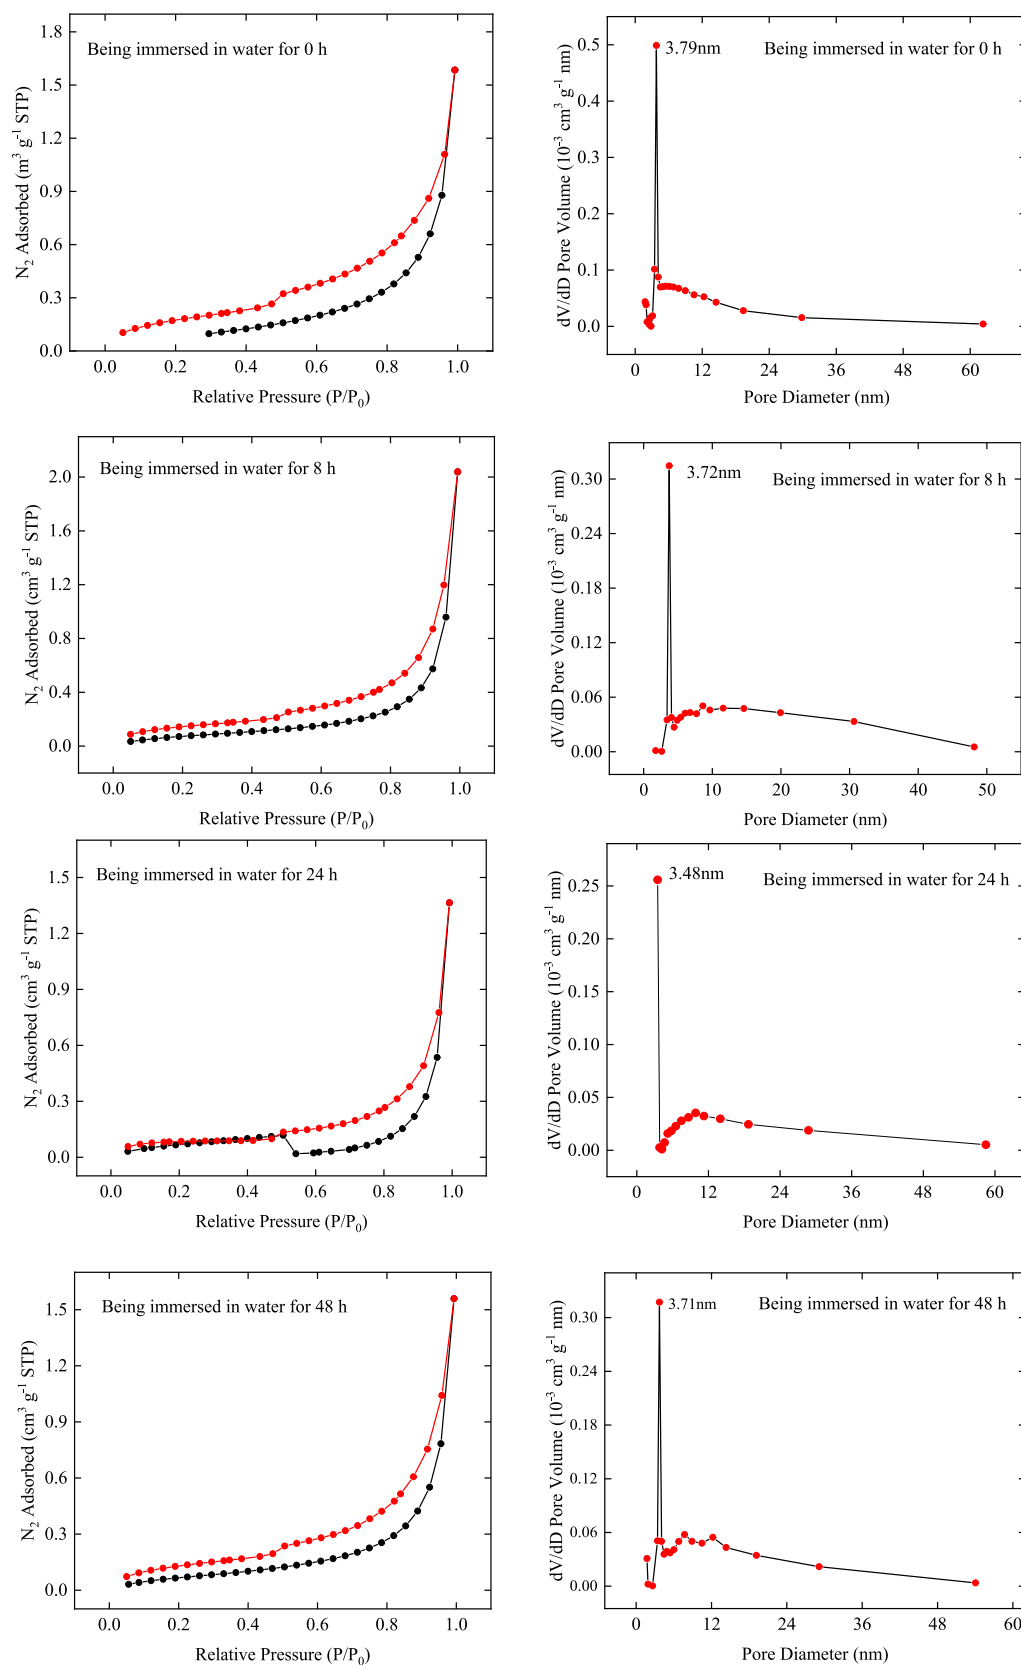 Being immersed in water for 0 h
N₂ Adsorbed (m³ g⁻¹ STP)
1.8
1.5
1.2
0.9
0.6
0.3
0.0
0.0 0.2 0.4 0.6 0.8 1.0
Relative Pressure (P/P₀)
3.79nm
Being immersed in water for 0 h
dV/dD Pore Volume (10⁻³ cm³ g⁻¹ nm)
0.5
0.4
0.3
0.2
0.1
0.0
0 12 24 36 48 60
Pore Diameter (nm)
Being immersed in water for 8 h
N₂ Adsorbed (cm³ g⁻¹ STP)
2.0
1.6
1.2
0.8
0.4
0.0
0.0 0.2 0.4 0.6 0.8 1.0
Relative Pressure (P/P₀)
3.72nm
Being immersed in water for 8 h
dV/dD Pore Volume (10⁻³ cm³ g⁻¹ nm)
0.30
0.24
0.18
0.12
0.06
0.00
0 10 20 30 40 50
Pore Diameter (nm)
Being immersed in water for 24 h
N₂ Adsorbed (cm³ g⁻¹ STP)
1.5
1.2
0.9
0.6
0.3
0.0
0.0 0.2 0.4 0.6 0.8 1.0
Relative Pressure (P/P₀)
3.48nm
Being immersed in water for 24 h
dV/dD Pore Volume (10⁻³ cm³ g⁻¹ nm)
0.25
0.20
0.15
0.10
0.05
0.00
0 12 24 36 48 60
Pore Diameter (nm)
Being immersed in water for 48 h
N₂ Adsorbed (cm³ g⁻¹ STP)
1.5
1.2
0.9
0.6
0.3
0.0
0.0 0.2 0.4 0.6 0.8 1.0
Relative Pressure (P/P₀)
3.71nm
Being immersed in water for 48 h
dV/dD Pore Volume (10⁻³ cm³ g⁻¹ nm)
0.30
0.24
0.18
0.12
0.06
0.00
0 12 24 36 48 60
Pore Diameter (nm)